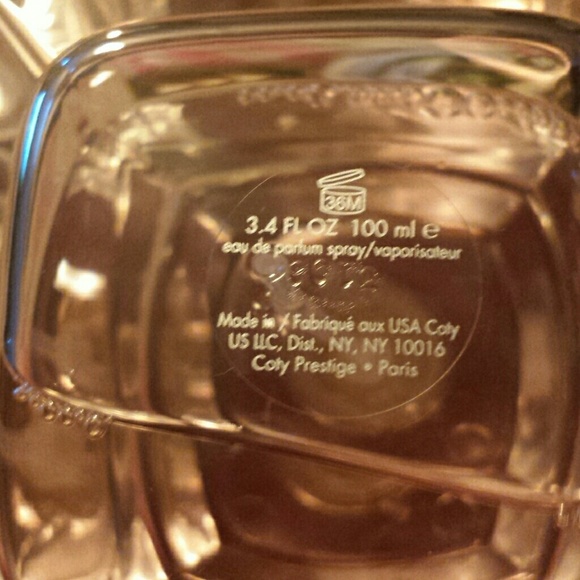 36M
3.4 FL OZ 100 ml e
eau de parfum spray/vaporisateur
Made in / Fabriqué aux USA Coty
US LLC, Dist., NY, NY 10016
Coty Prestige • Paris